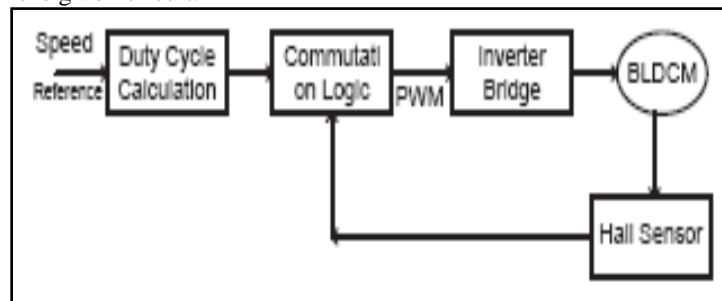 Speed
Reference
Duty Cycle
Calculation
Commutati
on Logic
PWM
Inverter
Bridge
BLDCM
Hall Sensor